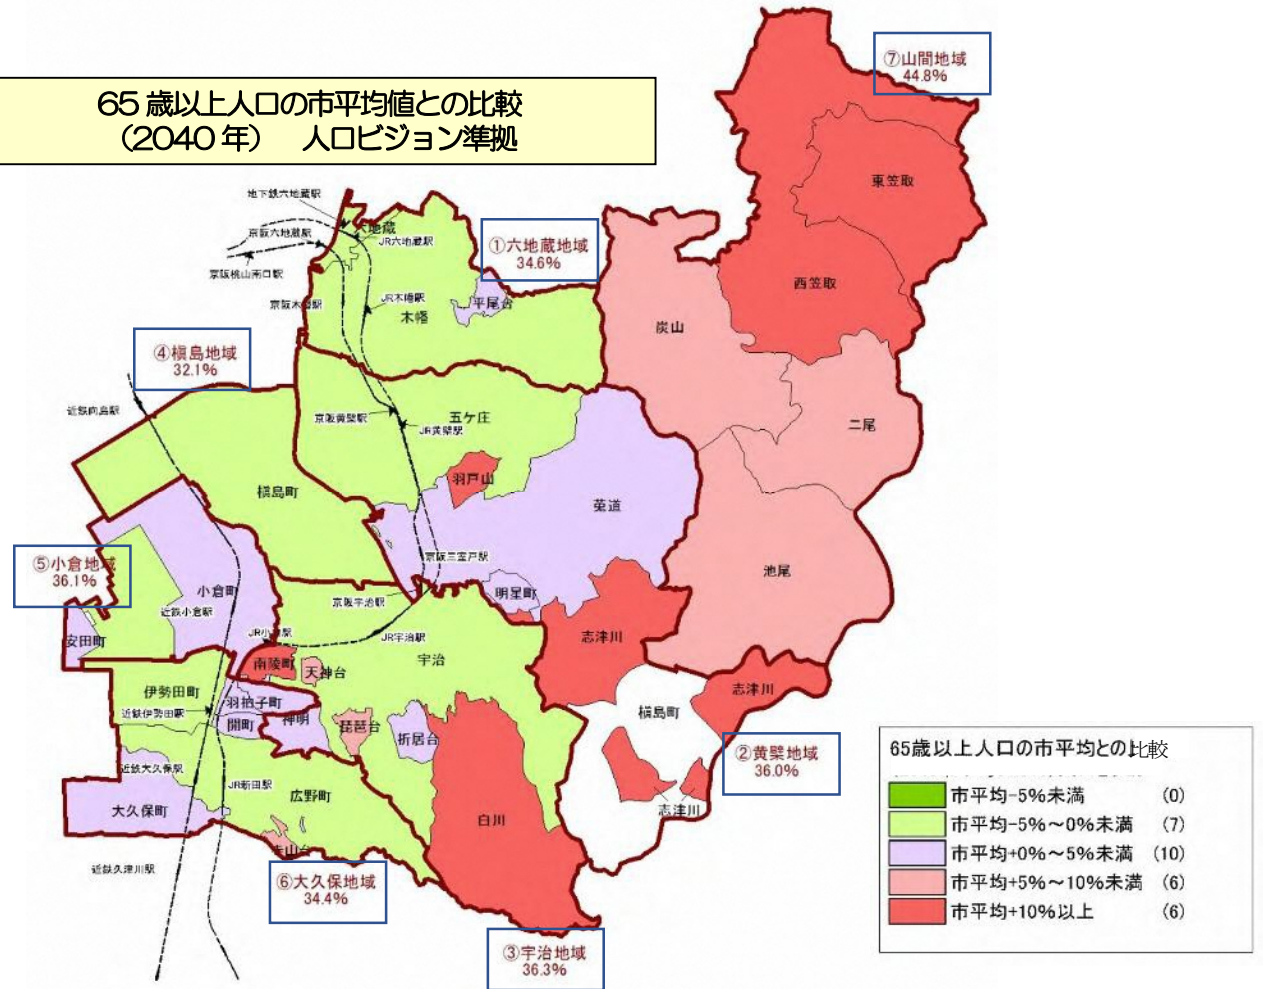 65歳以上人口の市平均値との比較
（2040年）　人口ビジョン準拠
⑦山間地域
44.8%
東笠取
西笠取
地下鉄六地蔵駅
京阪六地蔵駅
JR六地蔵駅
京阪桃山南口駅
①六地蔵地域
34.6%
JR木幡駅
木幡
平尾台
炭山
④槇島地域
32.1%
近鉄向島駅
京阪黄檗駅
五ケ庄
JR黄檗駅
二尾
羽戸山
槇島町
莵道
京阪三室戸駅
⑤小倉地域
36.1%
小倉町
近鉄小倉駅
明星町
池尾
京阪宇治駅
安田町
JR宇治駅
宇治
志津川
南陵町
天神台
伊勢田町
近鉄伊勢田駅
羽拍子町
開町
神明
琵琶台
折居台
槇島町
志津川
近鉄大久保駅
JR新田駅
広野町
大久保町
白川
志津川
②黄檗地域
36.0%
近鉄久津川駅
⑥大久保地域
34.4%
③宇治地域
36.3%
65歳以上人口の市平均との比較
市平均-5%未満 (0)
市平均-5%～0%未満 (7)
市平均+0%～5%未満 (10)
市平均+5%～10%未満 (6)
市平均+10%以上 (6)